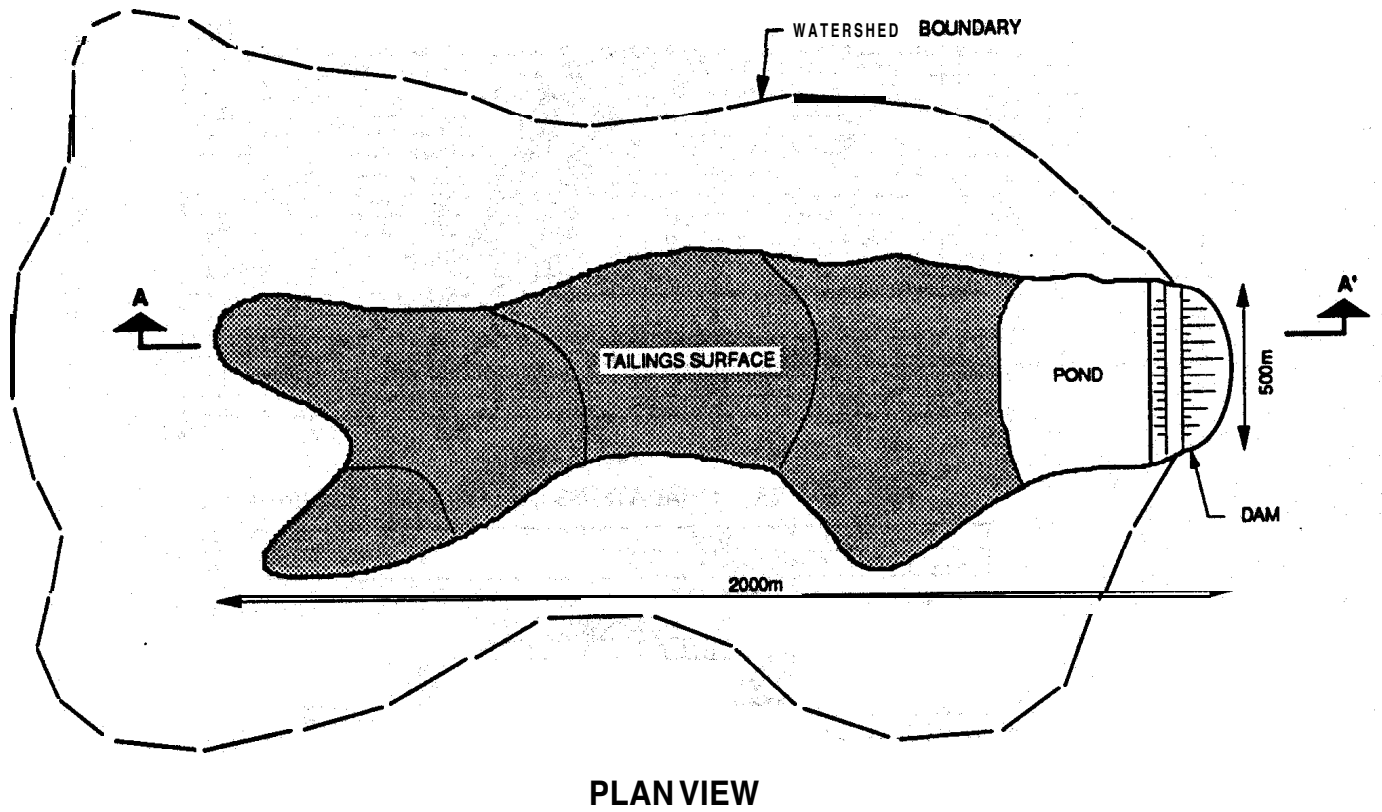 WATERSHED BOUNDARY
A
A'
TAILINGS SURFACE
POND
500m
DAM
2000m
PLAN VIEW